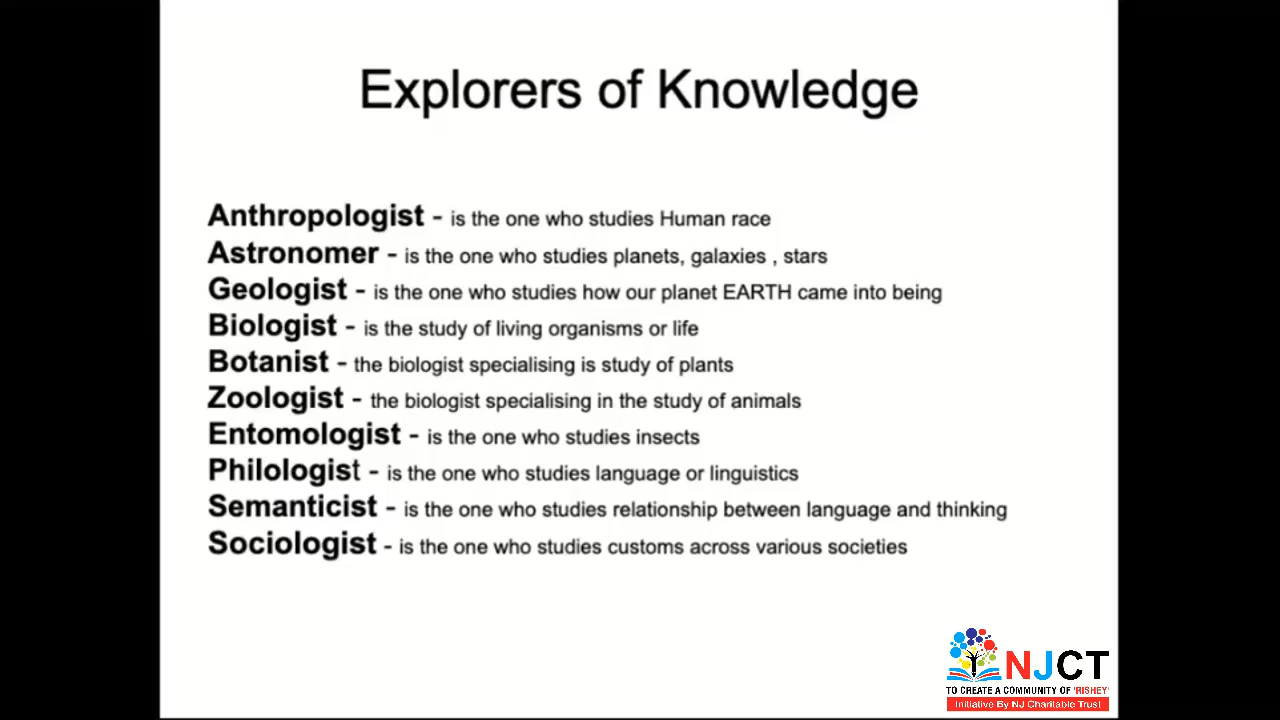 Explorers of Knowledge
Anthropologist - is the one who studies Human race
Astronomer - is the one who studies planets, galaxies , stars
Geologist - is the one who studies how our planet EARTH came into being
Biologist - is the study of living organisms or life
Botanist - the biologist specialising is study of plants
Zoologist - the biologist specialising in the study of animals
Entomologist - is the one who studies insects
Philologist - is the one who studies language or linguistics
Semanticist - is the one who studies relationship between language and thinking
Sociologist - is the one who studies customs across various societies
NJCT
TO CREATE A COMMUNITY OF 'RISHEY'
Initiative By NJ Charitable Trust